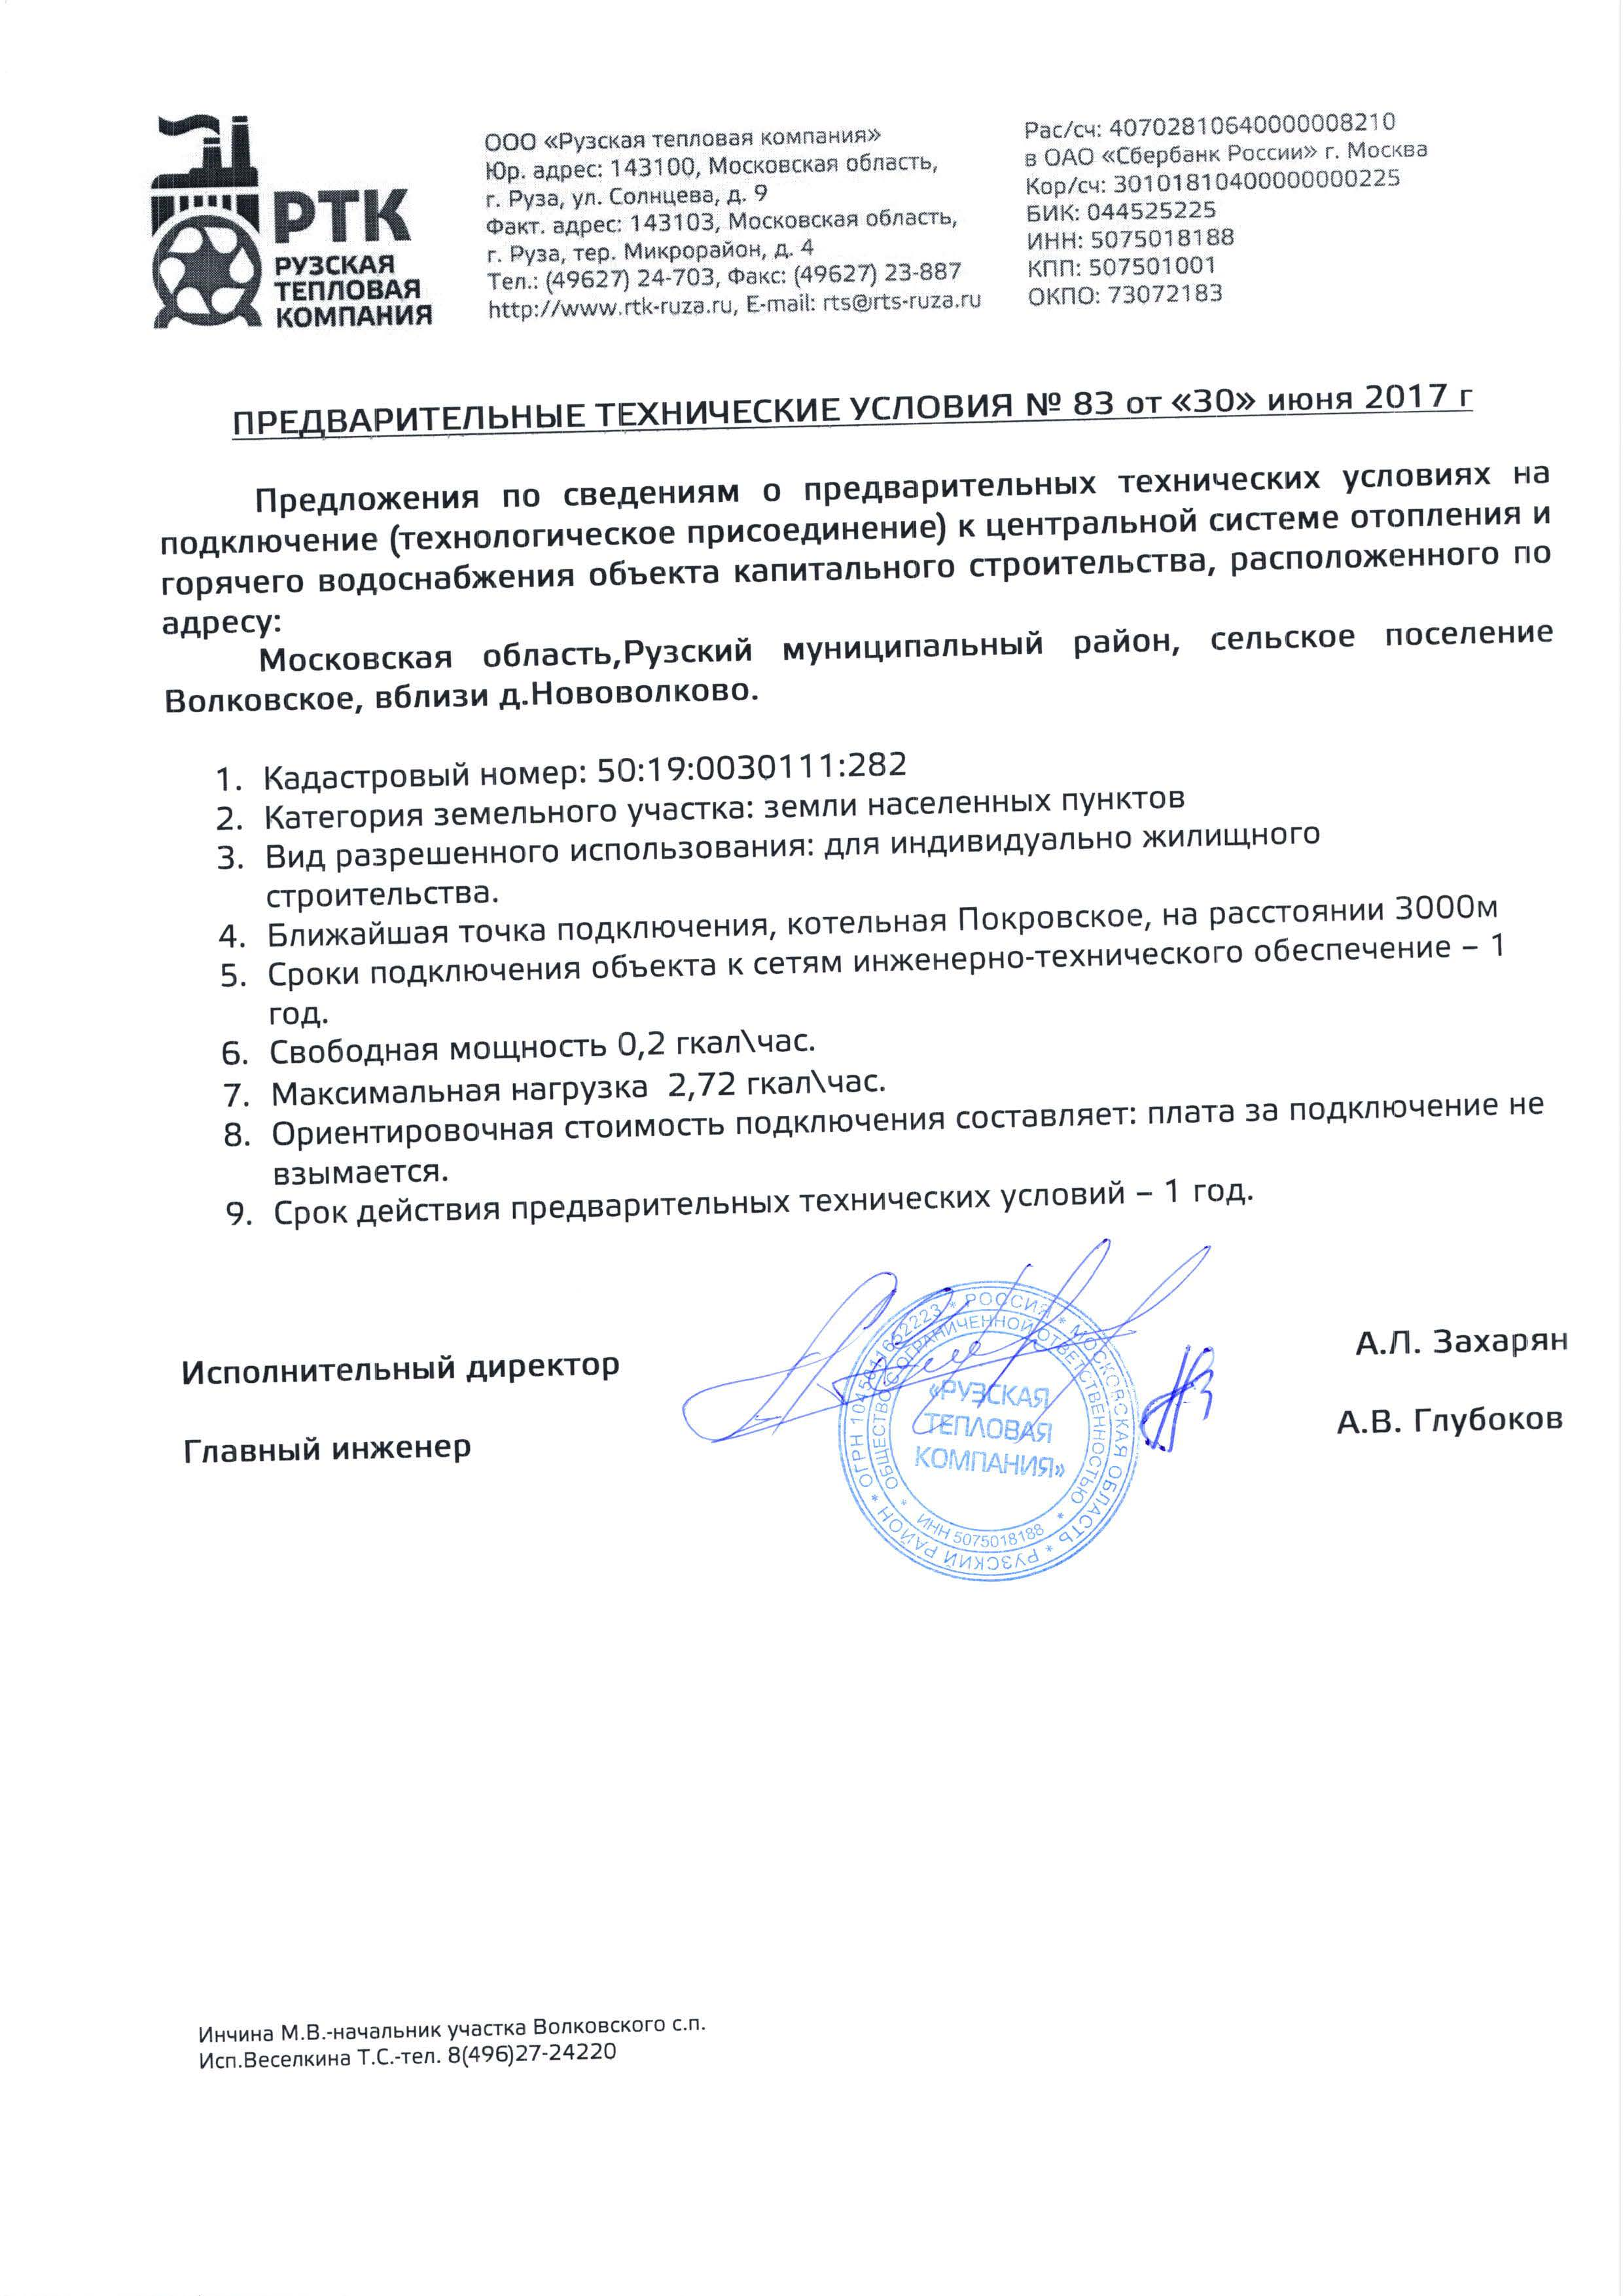 РТК
РУЗСКАЯ
ТЕПЛОВАЯ
КОМПАНИЯ
ООО «Рузская тепловая компания»
Юр. адрес: 143100, Московская область,
г. Руза, ул. Солнцева, д. 9
Факт. адрес: 143103, Московская область,
г. Руза, тер. Микрорайон, д. 4
Тел.: (49627) 24-703, Факс: (49627) 23-887
http://www.rtk-ruza.ru, E-mail: rts@rts-ruza.ru
Рас/сч: 40702810640000008210
в ОАО «Сбербанк России» г. Москва
Кор/сч: 30101810400000000225
БИК: 044525225
ИНН: 5075018188
КПП: 507501001
ОКПО: 73072183
ПРЕДВАРИТЕЛЬНЫЕ ТЕХНИЧЕСКИЕ УСЛОВИЯ № 83 от «30» июня 2017 г
Предложения по сведениям о предварительных технических условиях на
подключение (технологическое присоединение) к центральной системе отопления и
горячего водоснабжения объекта капитального строительства, расположенного по
адресу:
Московская область,Рузский муниципальный район, сельское поселение
Волковское, вблизи д.Нововолково.
1. Кадастровый номер: 50:19:0030111:282
2. Категория земельного участка: земли населенных пунктов
3. Вид разрешенного использования: для индивидуально жилищного
строительства.
4. Ближайшая точка подключения, котельная Покровское, на расстоянии 3000м
5. Сроки подключения объекта к сетям инженерно-технического обеспечение – 1
год.
6. Свободная мощность 0,2 гкал\час.
7. Максимальная нагрузка 2,72 гкал\час.
8. Ориентировочная стоимость подключения составляет: плата за подключение не
взымается.
9. Срок действия предварительных технических условий – 1 год.
Исполнительный директор
А.Л. Захарян
Главный инженер
А.В. Глубоков
* РОССИЯ * МОСКОВСКАЯ ОБЛАСТЬ * РУЗСКИЙ РАЙОН * ОГРН 1045011652223
ОБЩЕСТВО С ОГРАНИЧЕННОЙ ОТВЕТСТВЕННОСТЬЮ
«РУЗСКАЯ
ТЕПЛОВАЯ
КОМПАНИЯ»
* ИНН 5075018188 *
Инчина М.В.-начальник участка Волковского с.п.
Исп.Веселкина Т.С.-тел. 8(496)27-24220